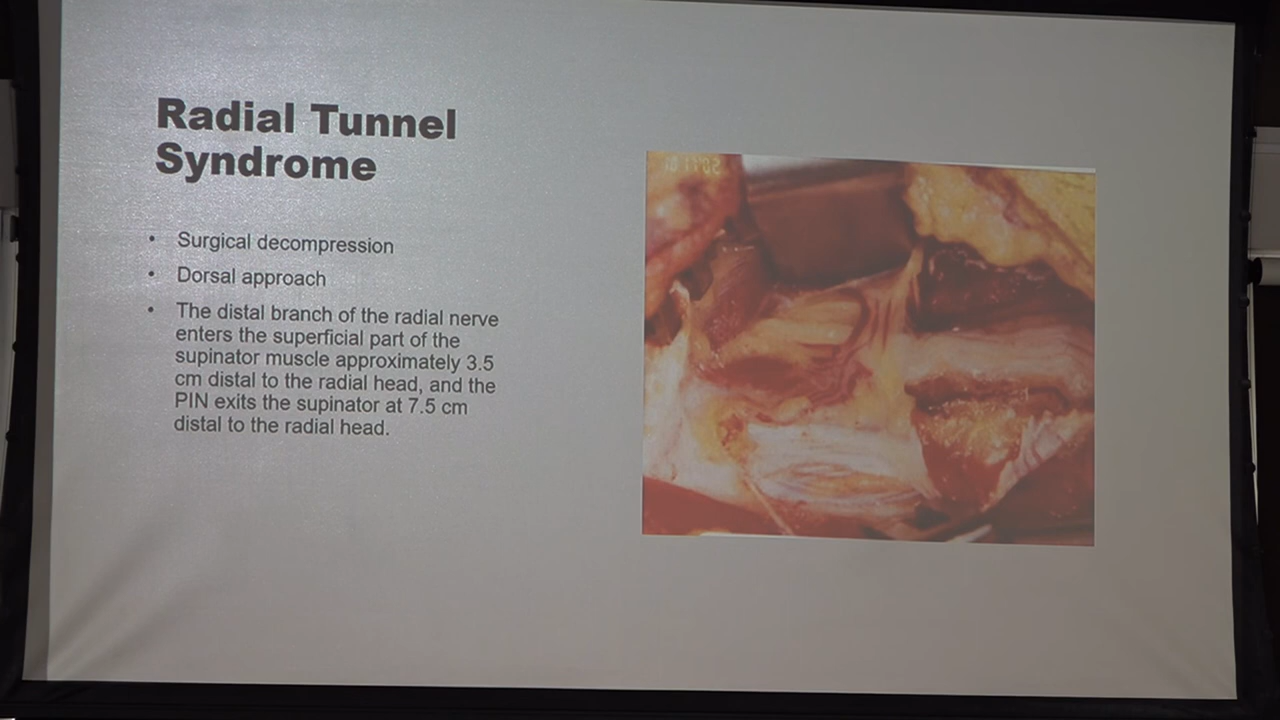 Radial Tunnel
Syndrome
• Surgical decompression
• Dorsal approach
• The distal branch of the radial nerve
enters the superficial part of the
supinator muscle approximately 3.5
cm distal to the radial head, and the
PIN exits the supinator at 7.5 cm
distal to the radial head.